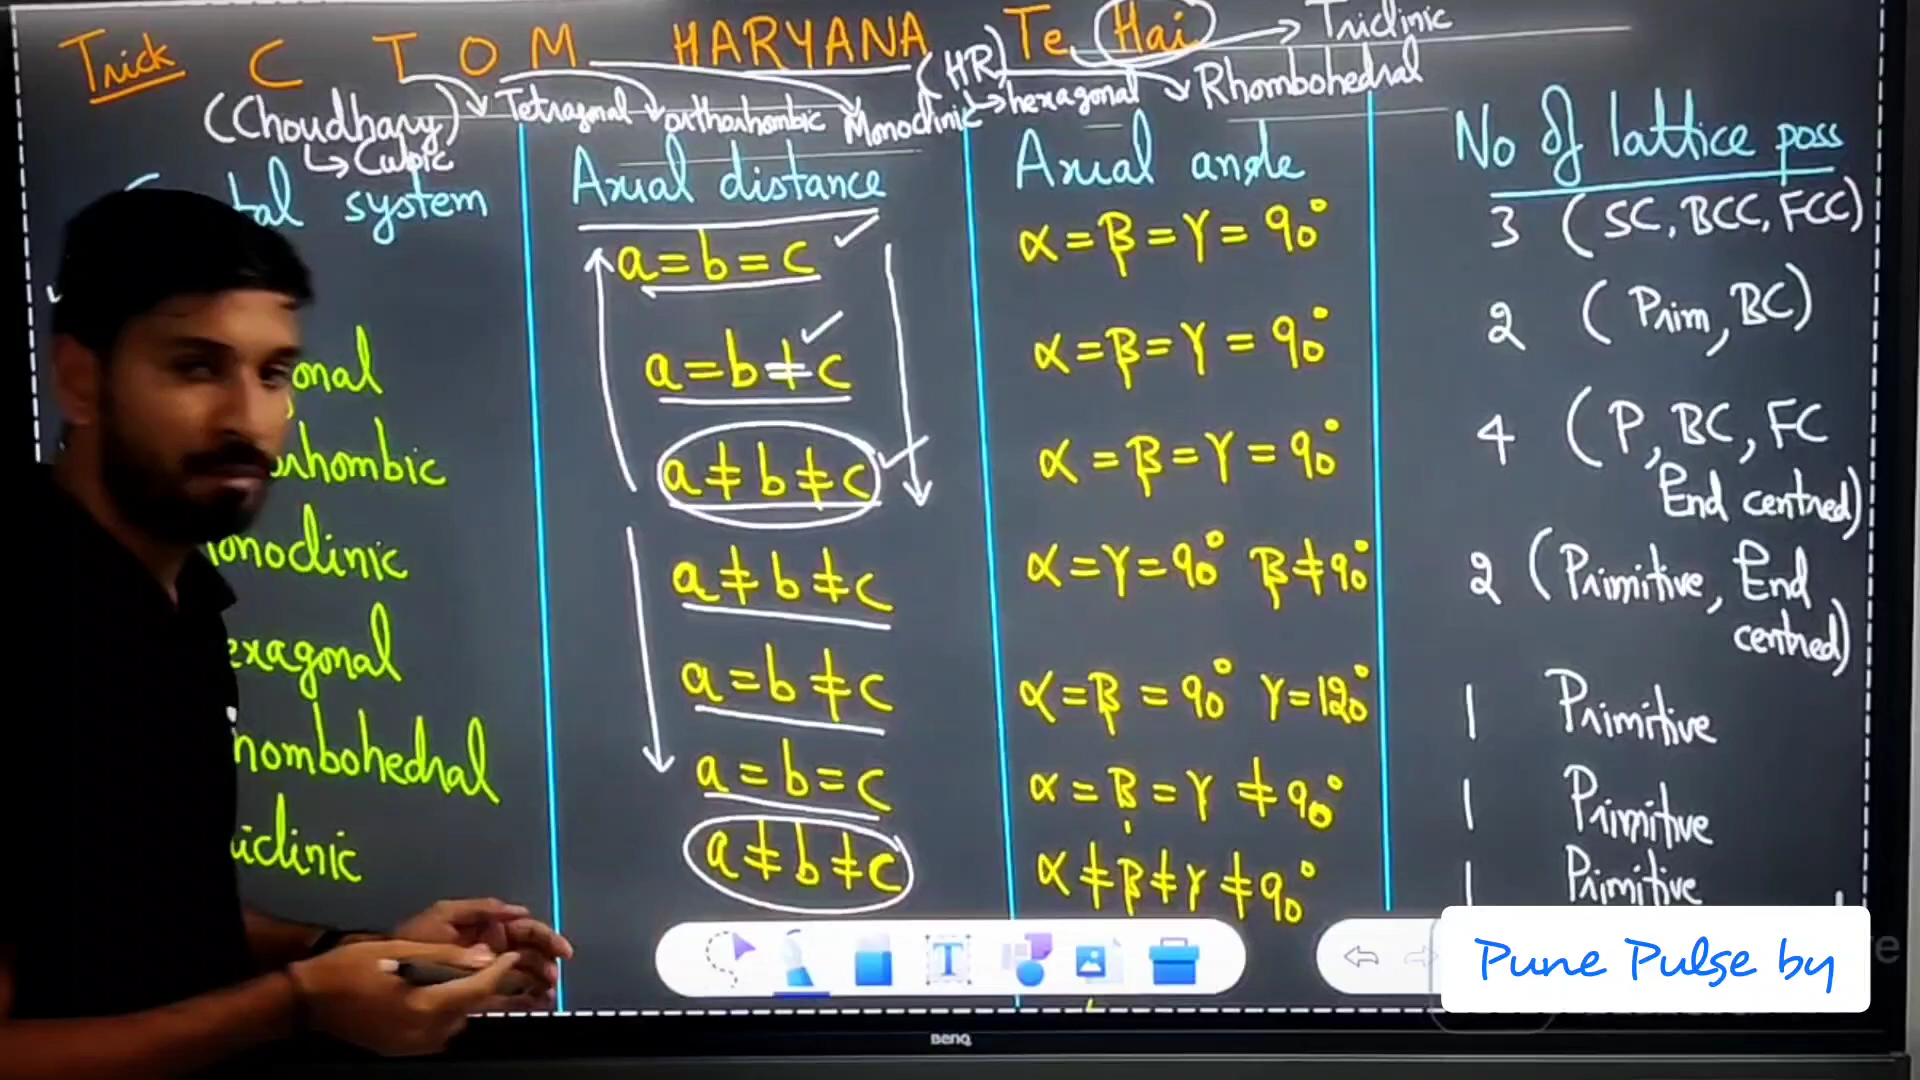 Trick C T O M HARYANA Te Hai → Triclinic
(HR)
(Choudhary) Tetragonal orthorhombic Monoclinic hexagonal Rhombohedral
↳ Cubic
tal system Axial distance Axial angle No of lattice poss
a = b = c α = β = γ = 90° 3 (SC, BCC, FCC)
onal a = b ≠ c α = β = γ = 90° 2 (Prim, BC)
orhombic a ≠ b ≠ c α = β = γ = 90° 4 (P, BC, FC
End centred)
onoclinic a ≠ b ≠ c α = γ = 90° β ≠ 90° 2 (Primitive, End
centred)
exagonal a = b ≠ c α = β = 90° γ = 120° 1 Primitive
hombohedral a = b = c α = β = γ ≠ 90° 1 Primitive
iclinic a ≠ b ≠ c α ≠ β ≠ γ ≠ 90° 1 Primitive
T
Pune Pulse by
BenQ